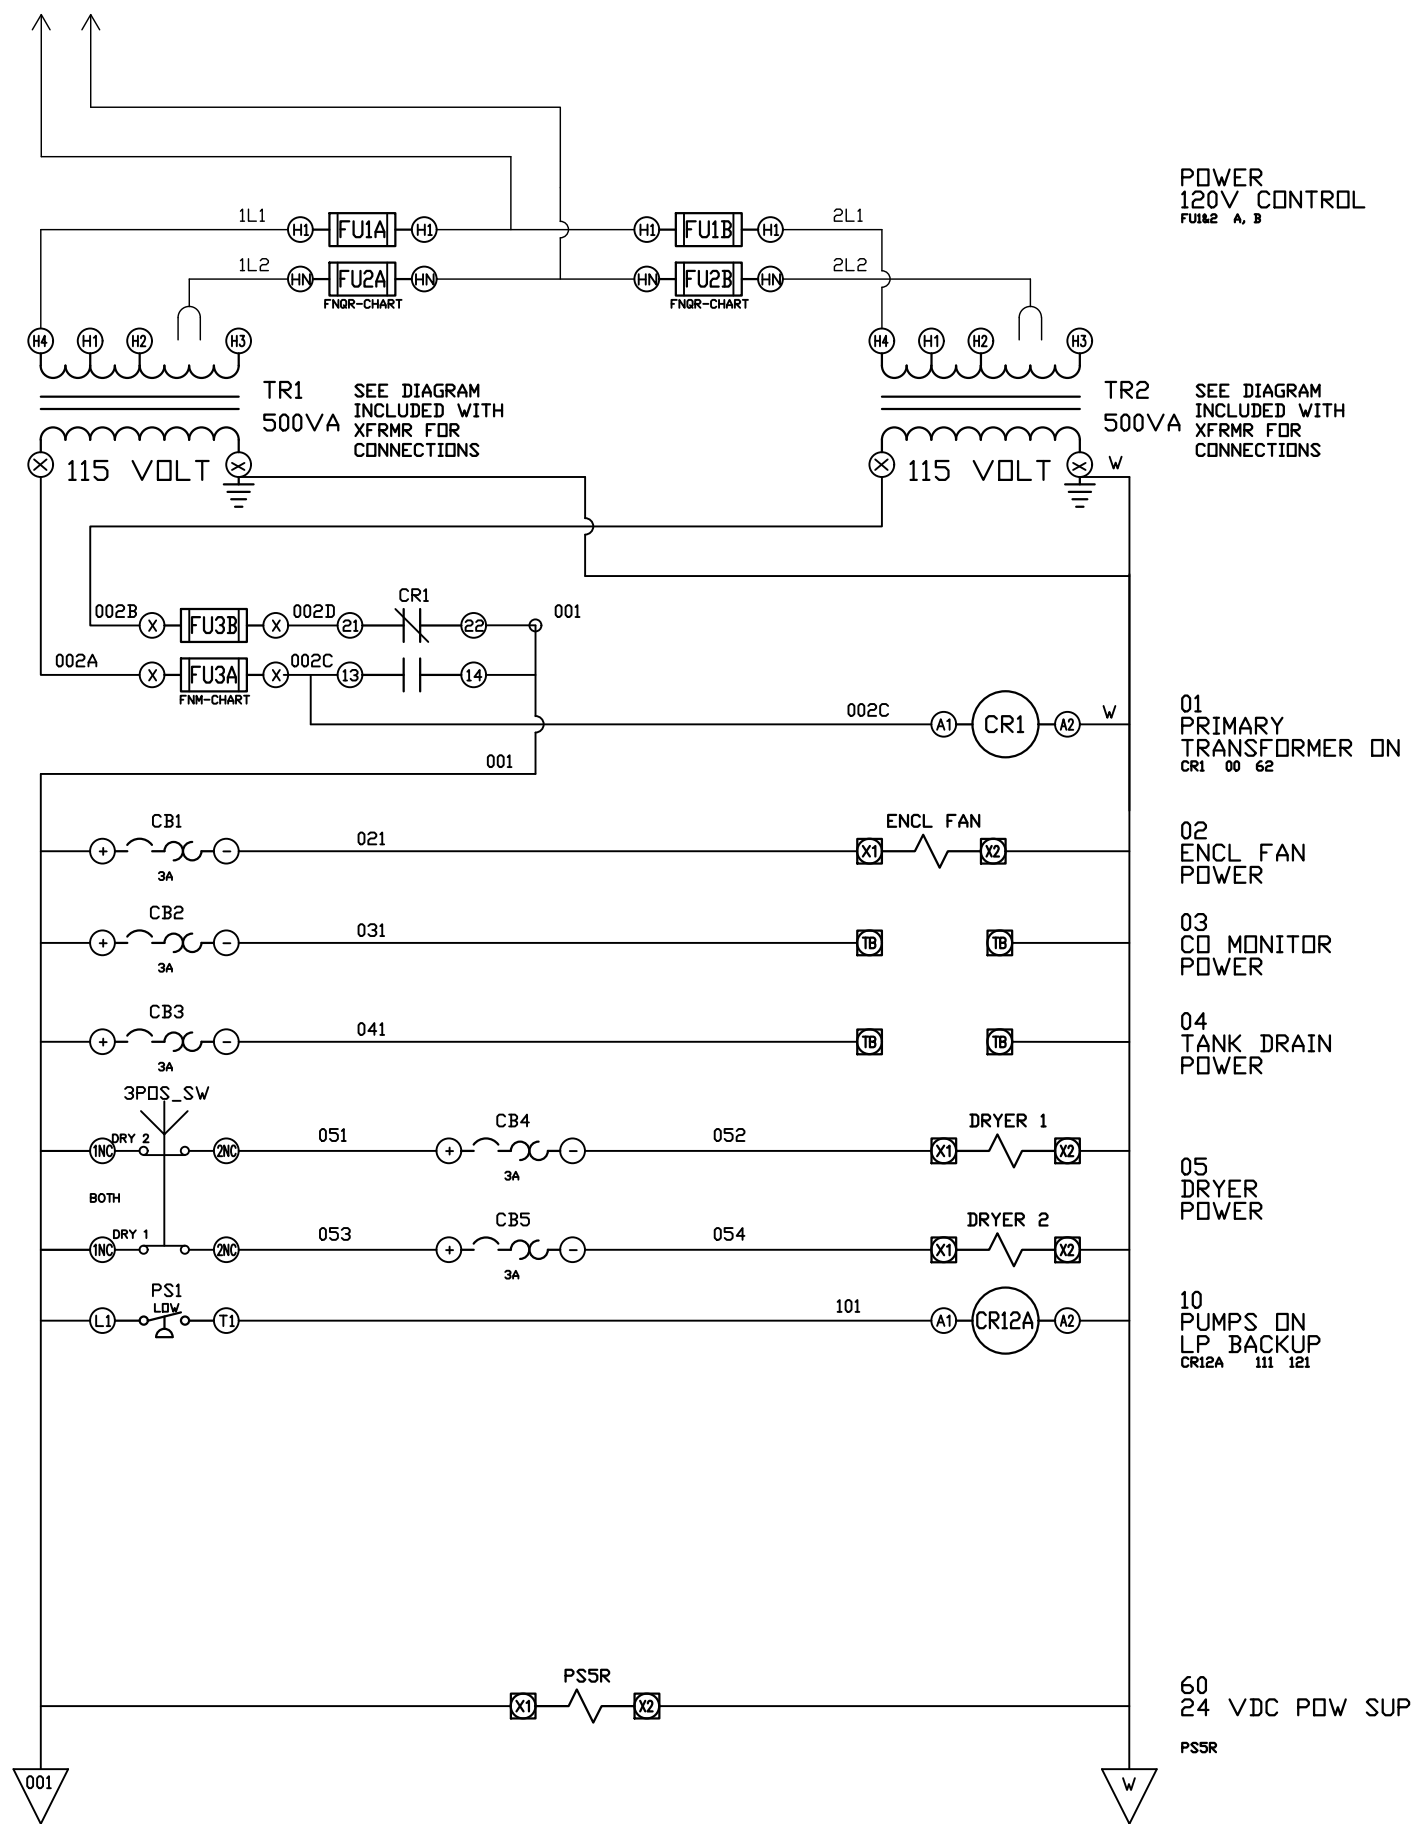 POWER
120V CONTROL
FU1&2 A, B
1L1
H1
FU1A
H1
H1
FU1B
H1
2L1
1L2
HN
FU2A
HN
HN
FU2B
HN
2L2
FNQR-CHART
FNQR-CHART
H4
H1
H2
H3
H4
H1
H2
H3
TR1
500VA
SEE DIAGRAM
INCLUDED WITH
XFRMR FOR
CONNECTIONS
TR2
500VA
SEE DIAGRAM
INCLUDED WITH
XFRMR FOR
CONNECTIONS
X
115 VOLT
X
X
115 VOLT
X
W
CR1
002B
X
FU3B
X
002D
21
22
001
002A
X
FU3A
X
002C
13
14
FNM-CHART
002C
A1
CR1
A2
W
01
PRIMARY
TRANSFORMER ON
CR1 00 62
001
CB1
+
-
3A
021
ENCL FAN
X1
X2
02
ENCL FAN
POWER
CB2
+
-
3A
031
TB
TB
03
CO MONITOR
POWER
CB3
+
-
3A
041
TB
TB
04
TANK DRAIN
POWER
3POS_SW
1NC
DRY 2
2NC
051
CB4
+
-
3A
052
DRYER 1
X1
X2
05
DRYER
POWER
BOTH
1NC
DRY 1
2NC
053
CB5
+
-
3A
054
DRYER 2
X1
X2
PS1
LOW
L1
T1
101
A1
CR12A
A2
10
PUMPS ON
LP BACKUP
CR12A 111 121
PS5R
X1
X2
60
24 VDC POW SUP
PS5R
001
W